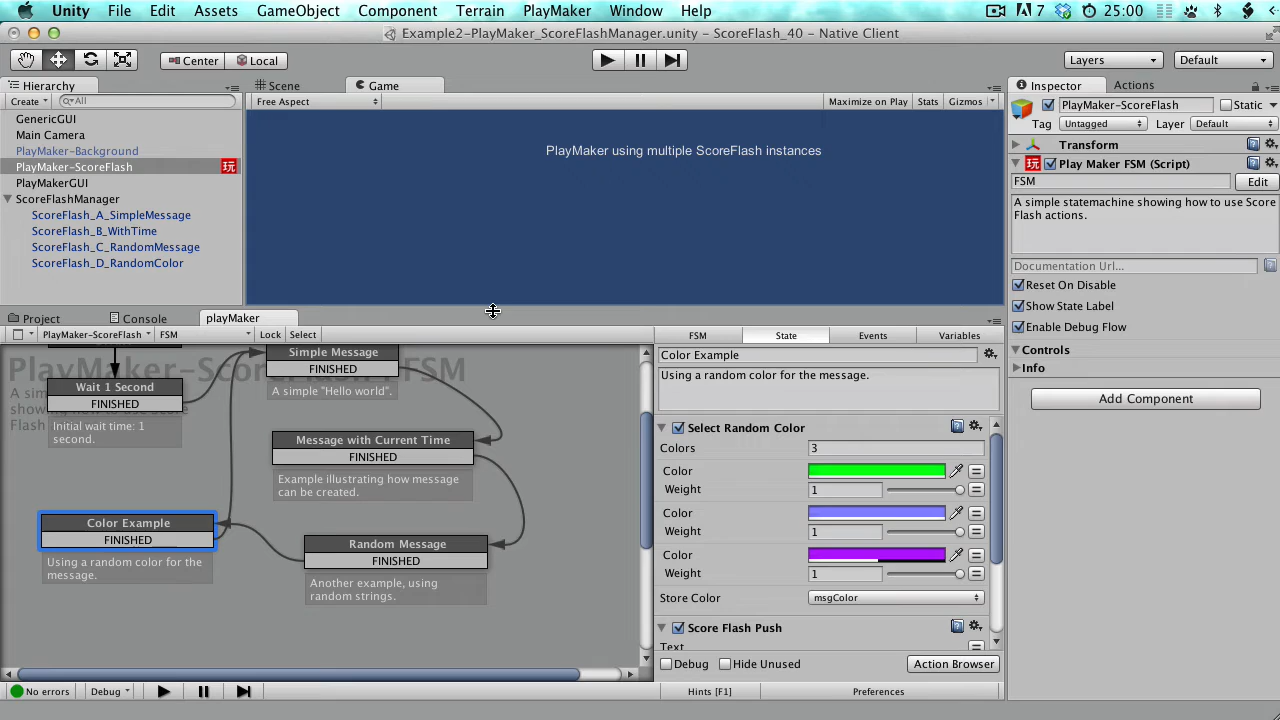 Unity File Edit Assets GameObject Component Terrain PlayMaker Window Help 7 25:00
Example2-PlayMaker_ScoreFlashManager.unity - ScoreFlash_40 - Native Client
Center Local Layers Default
Hierarchy
Create All
GenericGUI
Main Camera
PlayMaker-Background
PlayMaker-ScoreFlash 玩
PlayMakerGUI
ScoreFlashManager
ScoreFlash_A_SimpleMessage
ScoreFlash_B_WithTime
ScoreFlash_C_RandomMessage
ScoreFlash_D_RandomColor
Scene Game
Free Aspect Maximize on Play Stats Gizmos
PlayMaker using multiple ScoreFlash instances
Project Console playMaker
PlayMaker-ScoreFlash FSM Lock Select
Wait 1 Second
FINISHED
Initial wait time: 1
second.
Simple Message
FINISHED
A simple "Hello world".
Message with Current Time
FINISHED
Example illustrating how message
can be created.
Color Example
FINISHED
Using a random color for the
message.
Random Message
FINISHED
Another example, using
random strings.
No errors Debug
FSM State Events Variables
Color Example
Using a random color for the message.
Select Random Color
Colors 3
Color
Weight 1
Color
Weight 1
Color
Weight 1
Store Color msgColor
Score Flash Push
Text
Debug Hide Unused Action Browser
Hints [F1] Preferences
Inspector Actions
PlayMaker-ScoreFlash Static
Tag Untagged Layer Default
Transform
玩 Play Maker FSM (Script)
FSM Edit
A simple statemachine showing how to use Score
Flash actions.
Documentation Url...
Reset On Disable
Show State Label
Enable Debug Flow
Controls
Info
Add Component